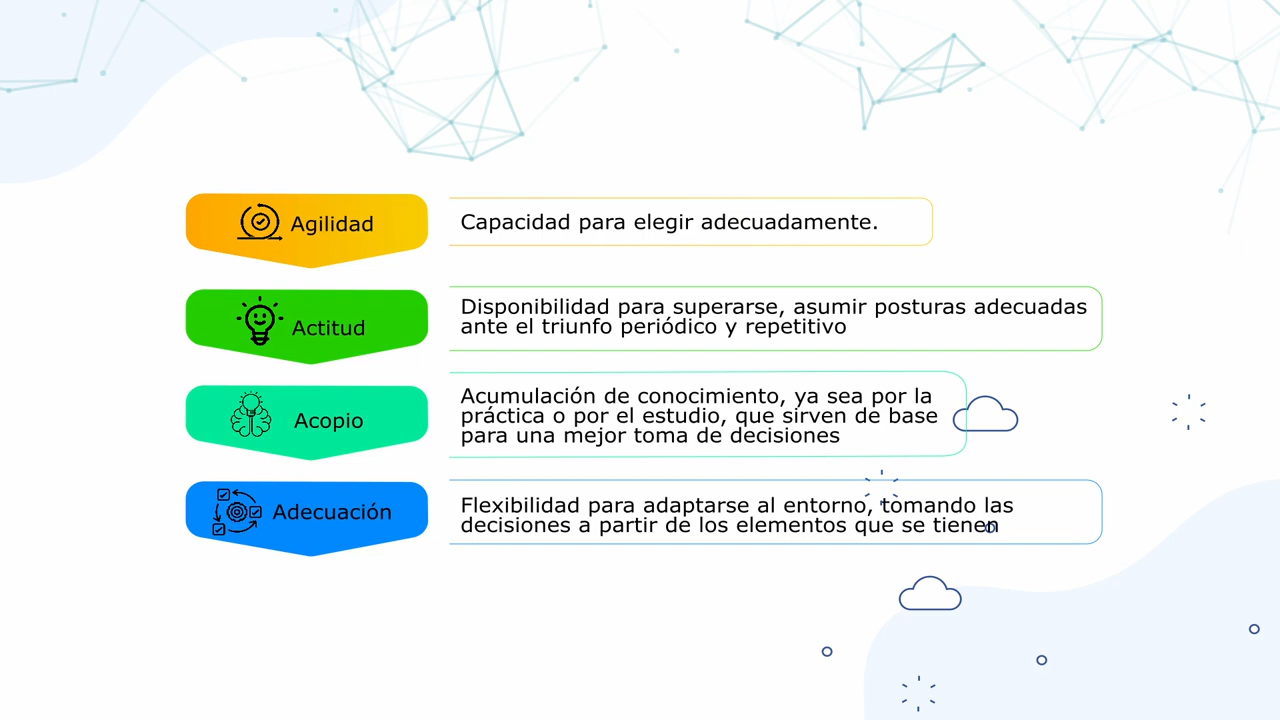 Agilidad
Capacidad para elegir adecuadamente.
Actitud
Disponibilidad para superarse, asumir posturas adecuadas
ante el triunfo periódico y repetitivo
Acopio
Acumulación de conocimiento, ya sea por la
práctica o por el estudio, que sirven de base
para una mejor toma de decisiones
Adecuación
Flexibilidad para adaptarse al entorno, tomando las
decisiones a partir de los elementos que se tienen